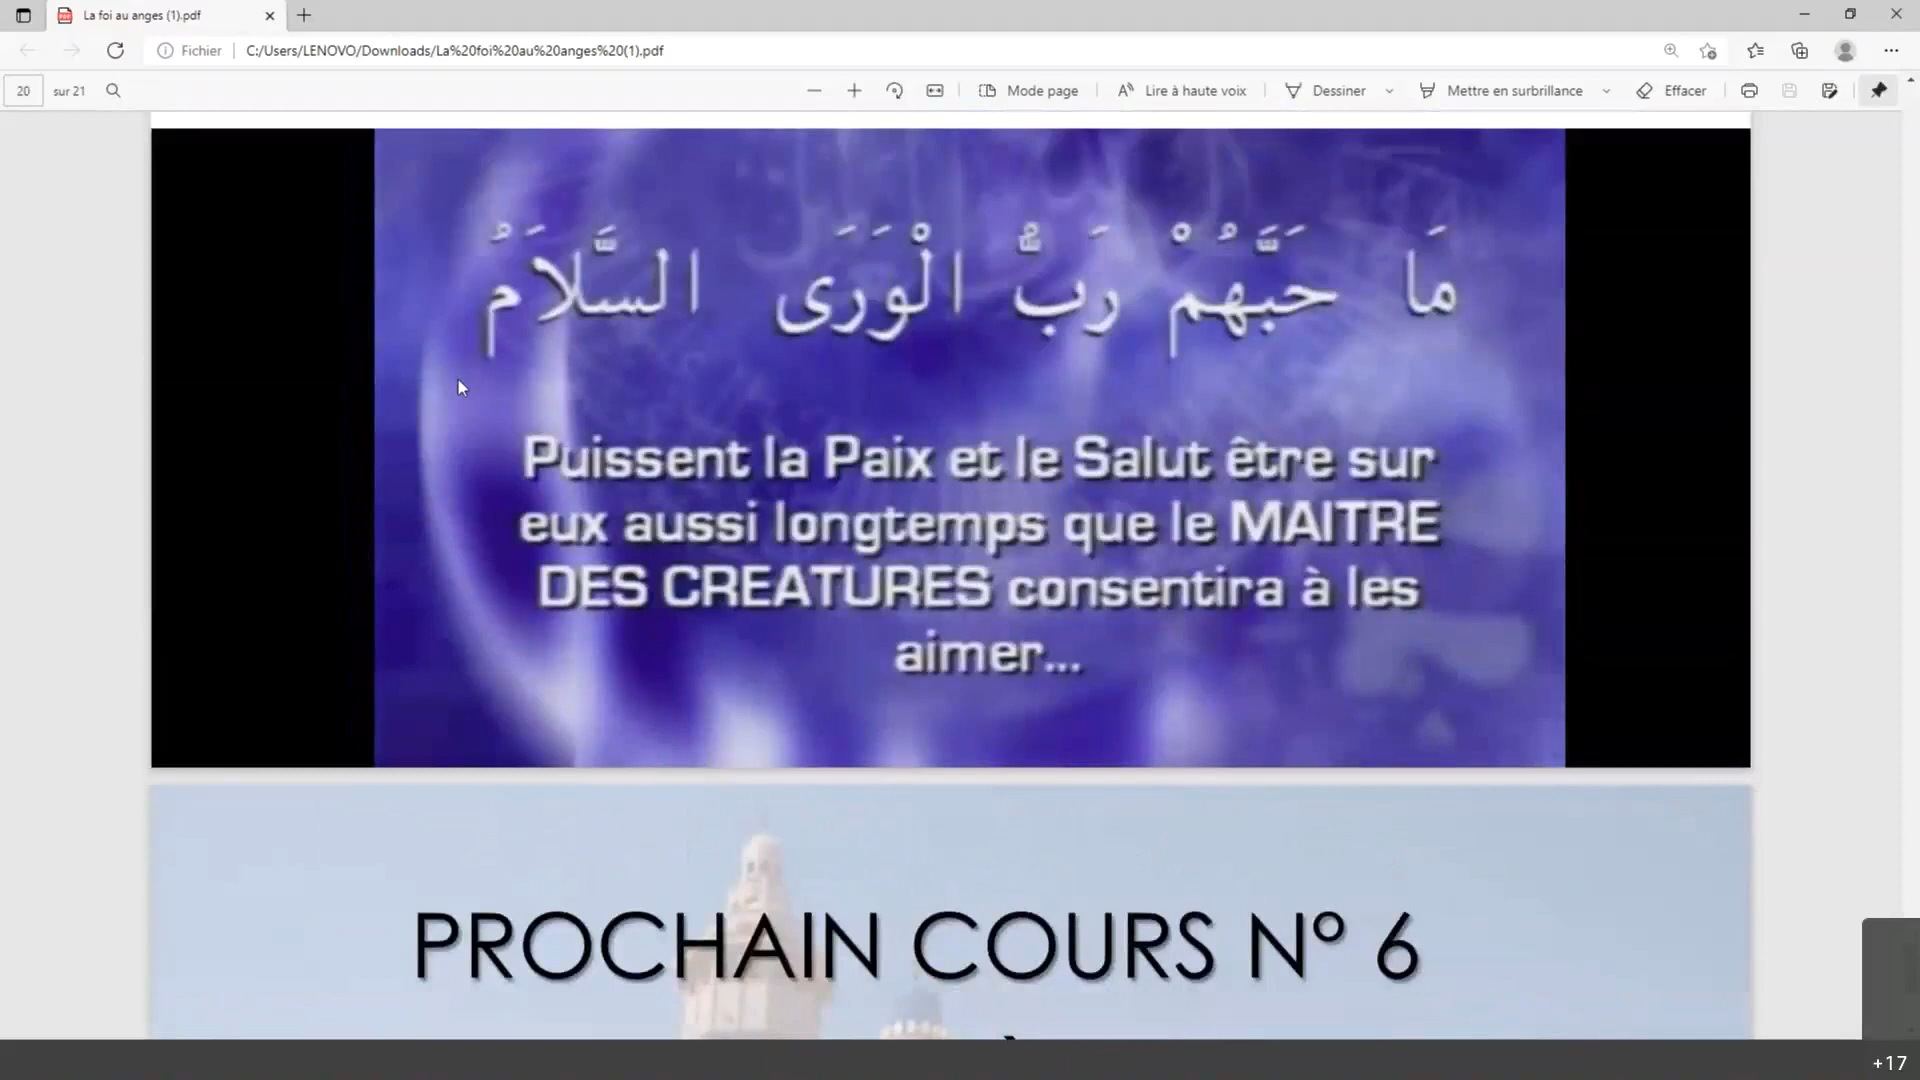 La foi au anges (1).pdf
Fichier C:/Users/LENOVO/Downloads/La%20foi%20au%20anges%20(1).pdf
20 sur 21 Mode page Lire à haute voix Dessiner Mettre en surbrillance Effacer
مَا حَبَّهُمْ رَبُّ الْوَرَى السَّلاَمُ
Puissent la Paix et le Salut être sur
eux aussi longtemps que le MAITRE
DES CREATURES consentira à les
aimer...
PROCHAIN COURS N° 6
+17